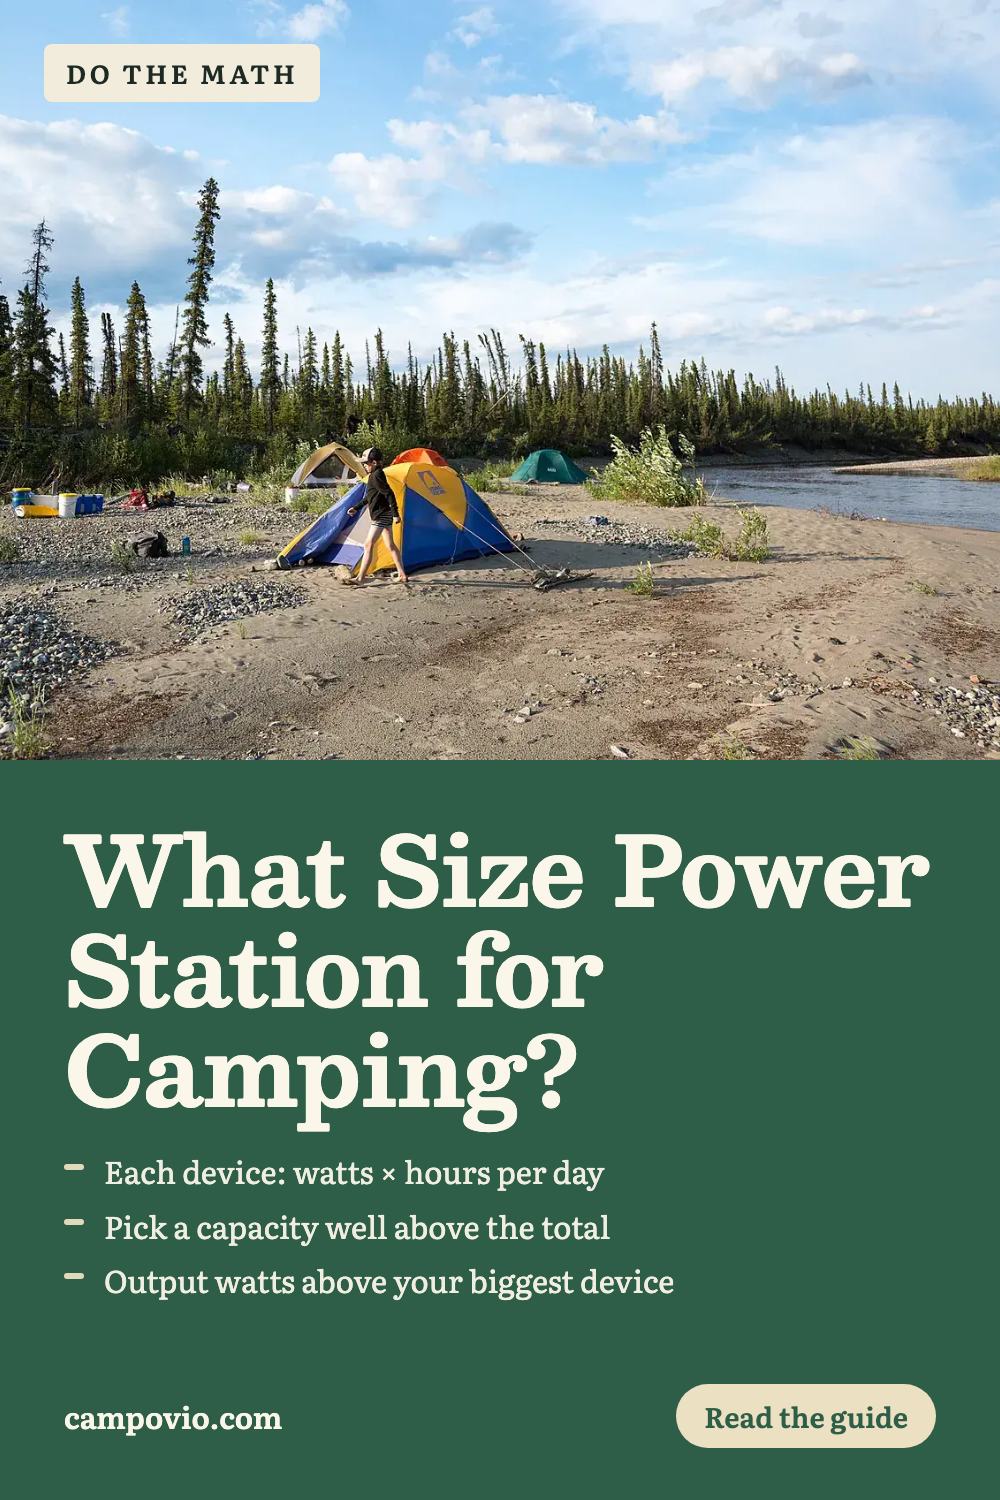 DO THE MATH
What Size Power
Station for
Camping?
Each device: watts × hours per day
Pick a capacity well above the total
Output watts above your biggest device
campovio.com
Read the guide